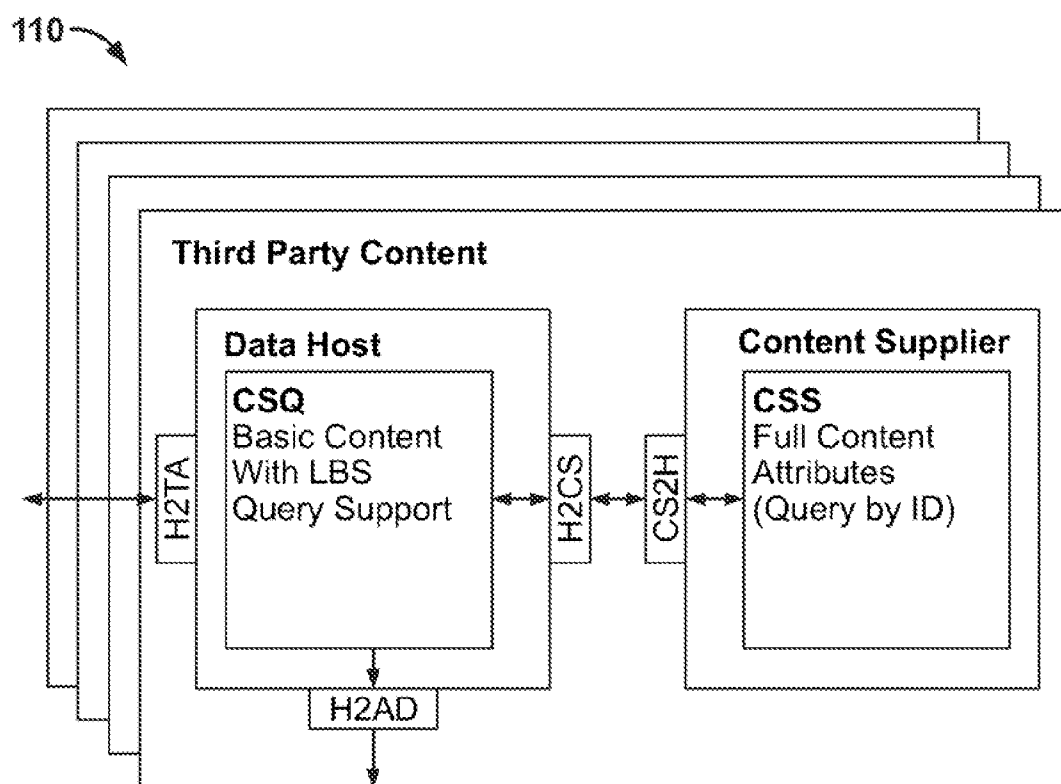 110
Third Party Content
Data Host
CSQ
Basic Content
With LBS
Query Support
H2TA
H2CS
H2AD
CS2H
Content Supplier
CSS
Full Content
Attributes
(Query by ID)